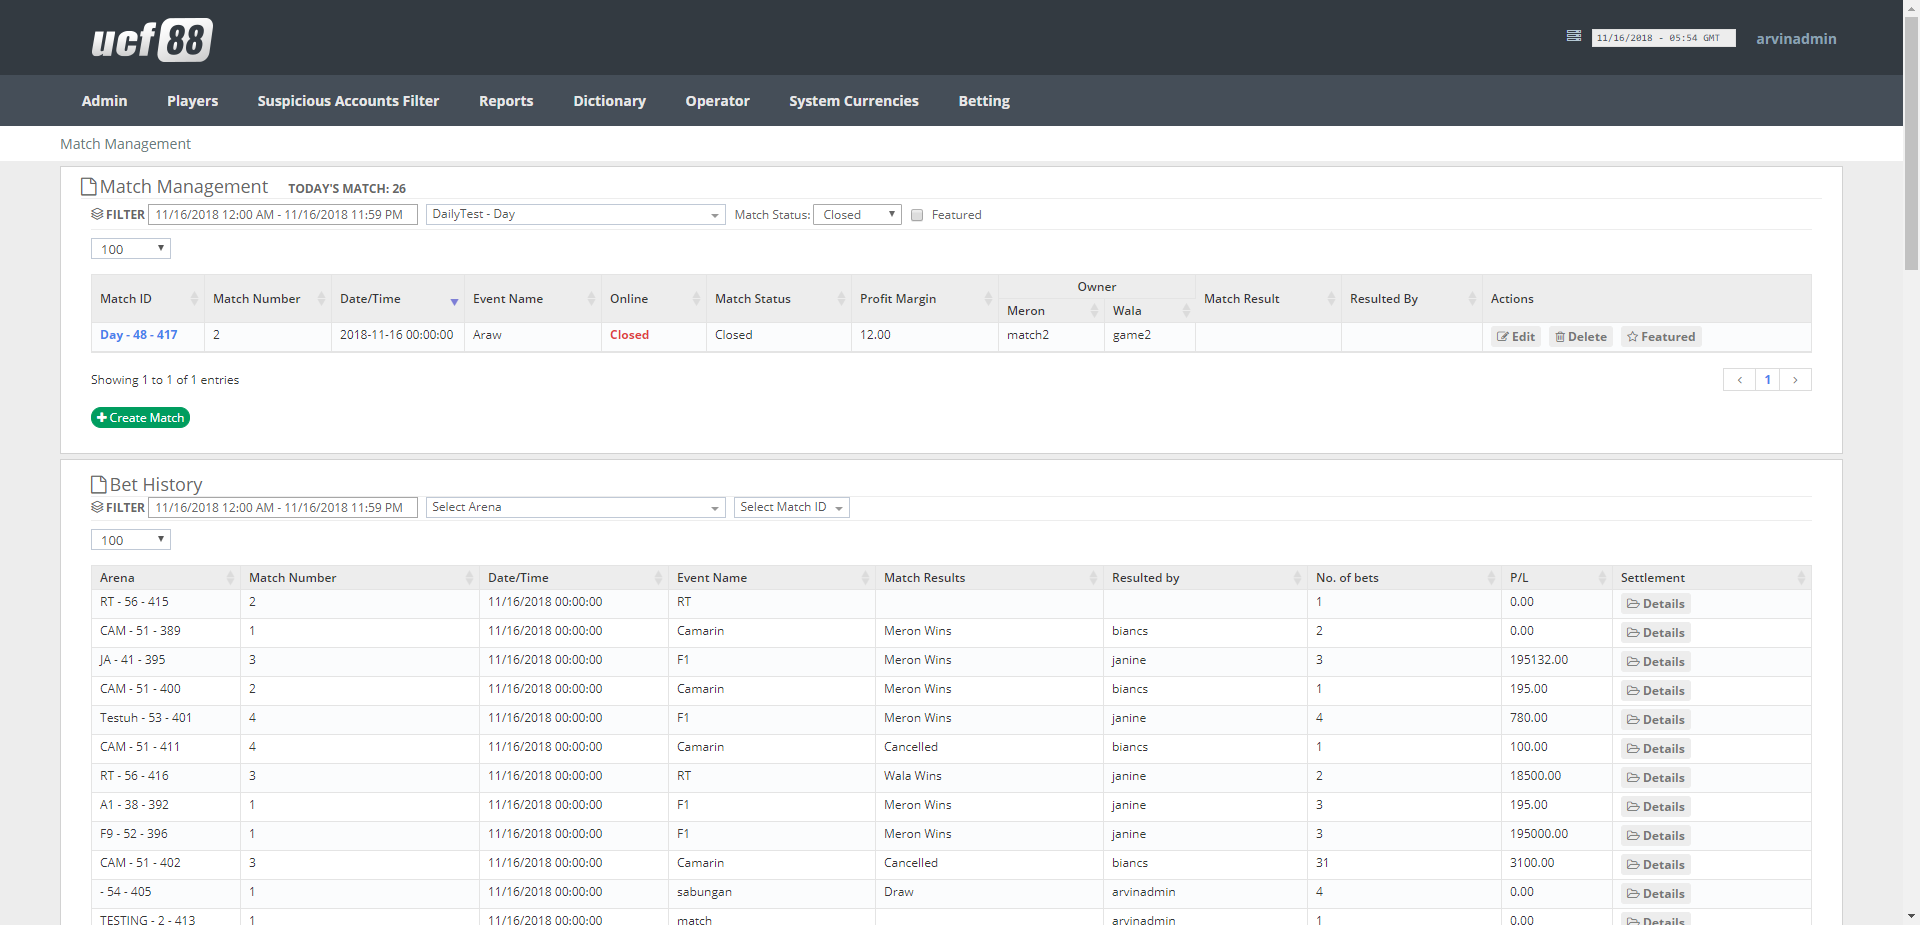 ucf 88
11/16/2018 - 05:54 GMT
arvinadmin
Admin Players Suspicious Accounts Filter Reports Dictionary Operator System Currencies Betting
Match Management
Match Management TODAY'S MATCH: 26
FILTER 11/16/2018 12:00 AM - 11/16/2018 11:59 PM DailyTest - Day Match Status: Closed Featured
100
Match ID Match Number Date/Time Event Name Online Match Status Profit Margin Owner Meron Wala Match Result Resulted By Actions
Day - 48 - 417 2 2018-11-16 00:00:00 Araw Closed Closed 12.00 match2 game2 Edit Delete Featured
Showing 1 to 1 of 1 entries < 1 >
Create Match
Bet History
FILTER 11/16/2018 12:00 AM - 11/16/2018 11:59 PM Select Arena Select Match ID
100
Arena Match Number Date/Time Event Name Match Results Resulted by No. of bets P/L Settlement
RT - 56 - 415 2 11/16/2018 00:00:00 RT 1 0.00 Details
CAM - 51 - 389 1 11/16/2018 00:00:00 Camarin Meron Wins biancs 2 0.00 Details
JA - 41 - 395 3 11/16/2018 00:00:00 F1 Meron Wins janine 3 195132.00 Details
CAM - 51 - 400 2 11/16/2018 00:00:00 Camarin Meron Wins biancs 1 195.00 Details
Testuh - 53 - 401 4 11/16/2018 00:00:00 F1 Meron Wins janine 4 780.00 Details
CAM - 51 - 411 4 11/16/2018 00:00:00 Camarin Cancelled biancs 1 100.00 Details
RT - 56 - 416 3 11/16/2018 00:00:00 RT Wala Wins janine 2 18500.00 Details
A1 - 38 - 392 1 11/16/2018 00:00:00 F1 Meron Wins janine 3 195.00 Details
F9 - 52 - 396 1 11/16/2018 00:00:00 F1 Meron Wins janine 3 195000.00 Details
CAM - 51 - 402 3 11/16/2018 00:00:00 Camarin Cancelled biancs 31 3100.00 Details
- 54 - 405 1 11/16/2018 00:00:00 sabungan Draw arvinadmin 4 0.00 Details
TESTING - 2 - 413 1 11/16/2018 00:00:00 match arvinadmin 1 0.00 Details